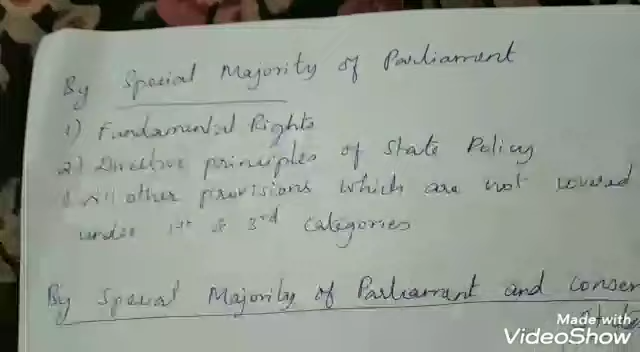 By Special Majority of Parliament
1) Fundamental Rights
2) Directive principles of State Policy
All other provisions which are not covered
under 1st & 3rd categories
By Special Majority of Parliament and consen
Made with
VideoShow